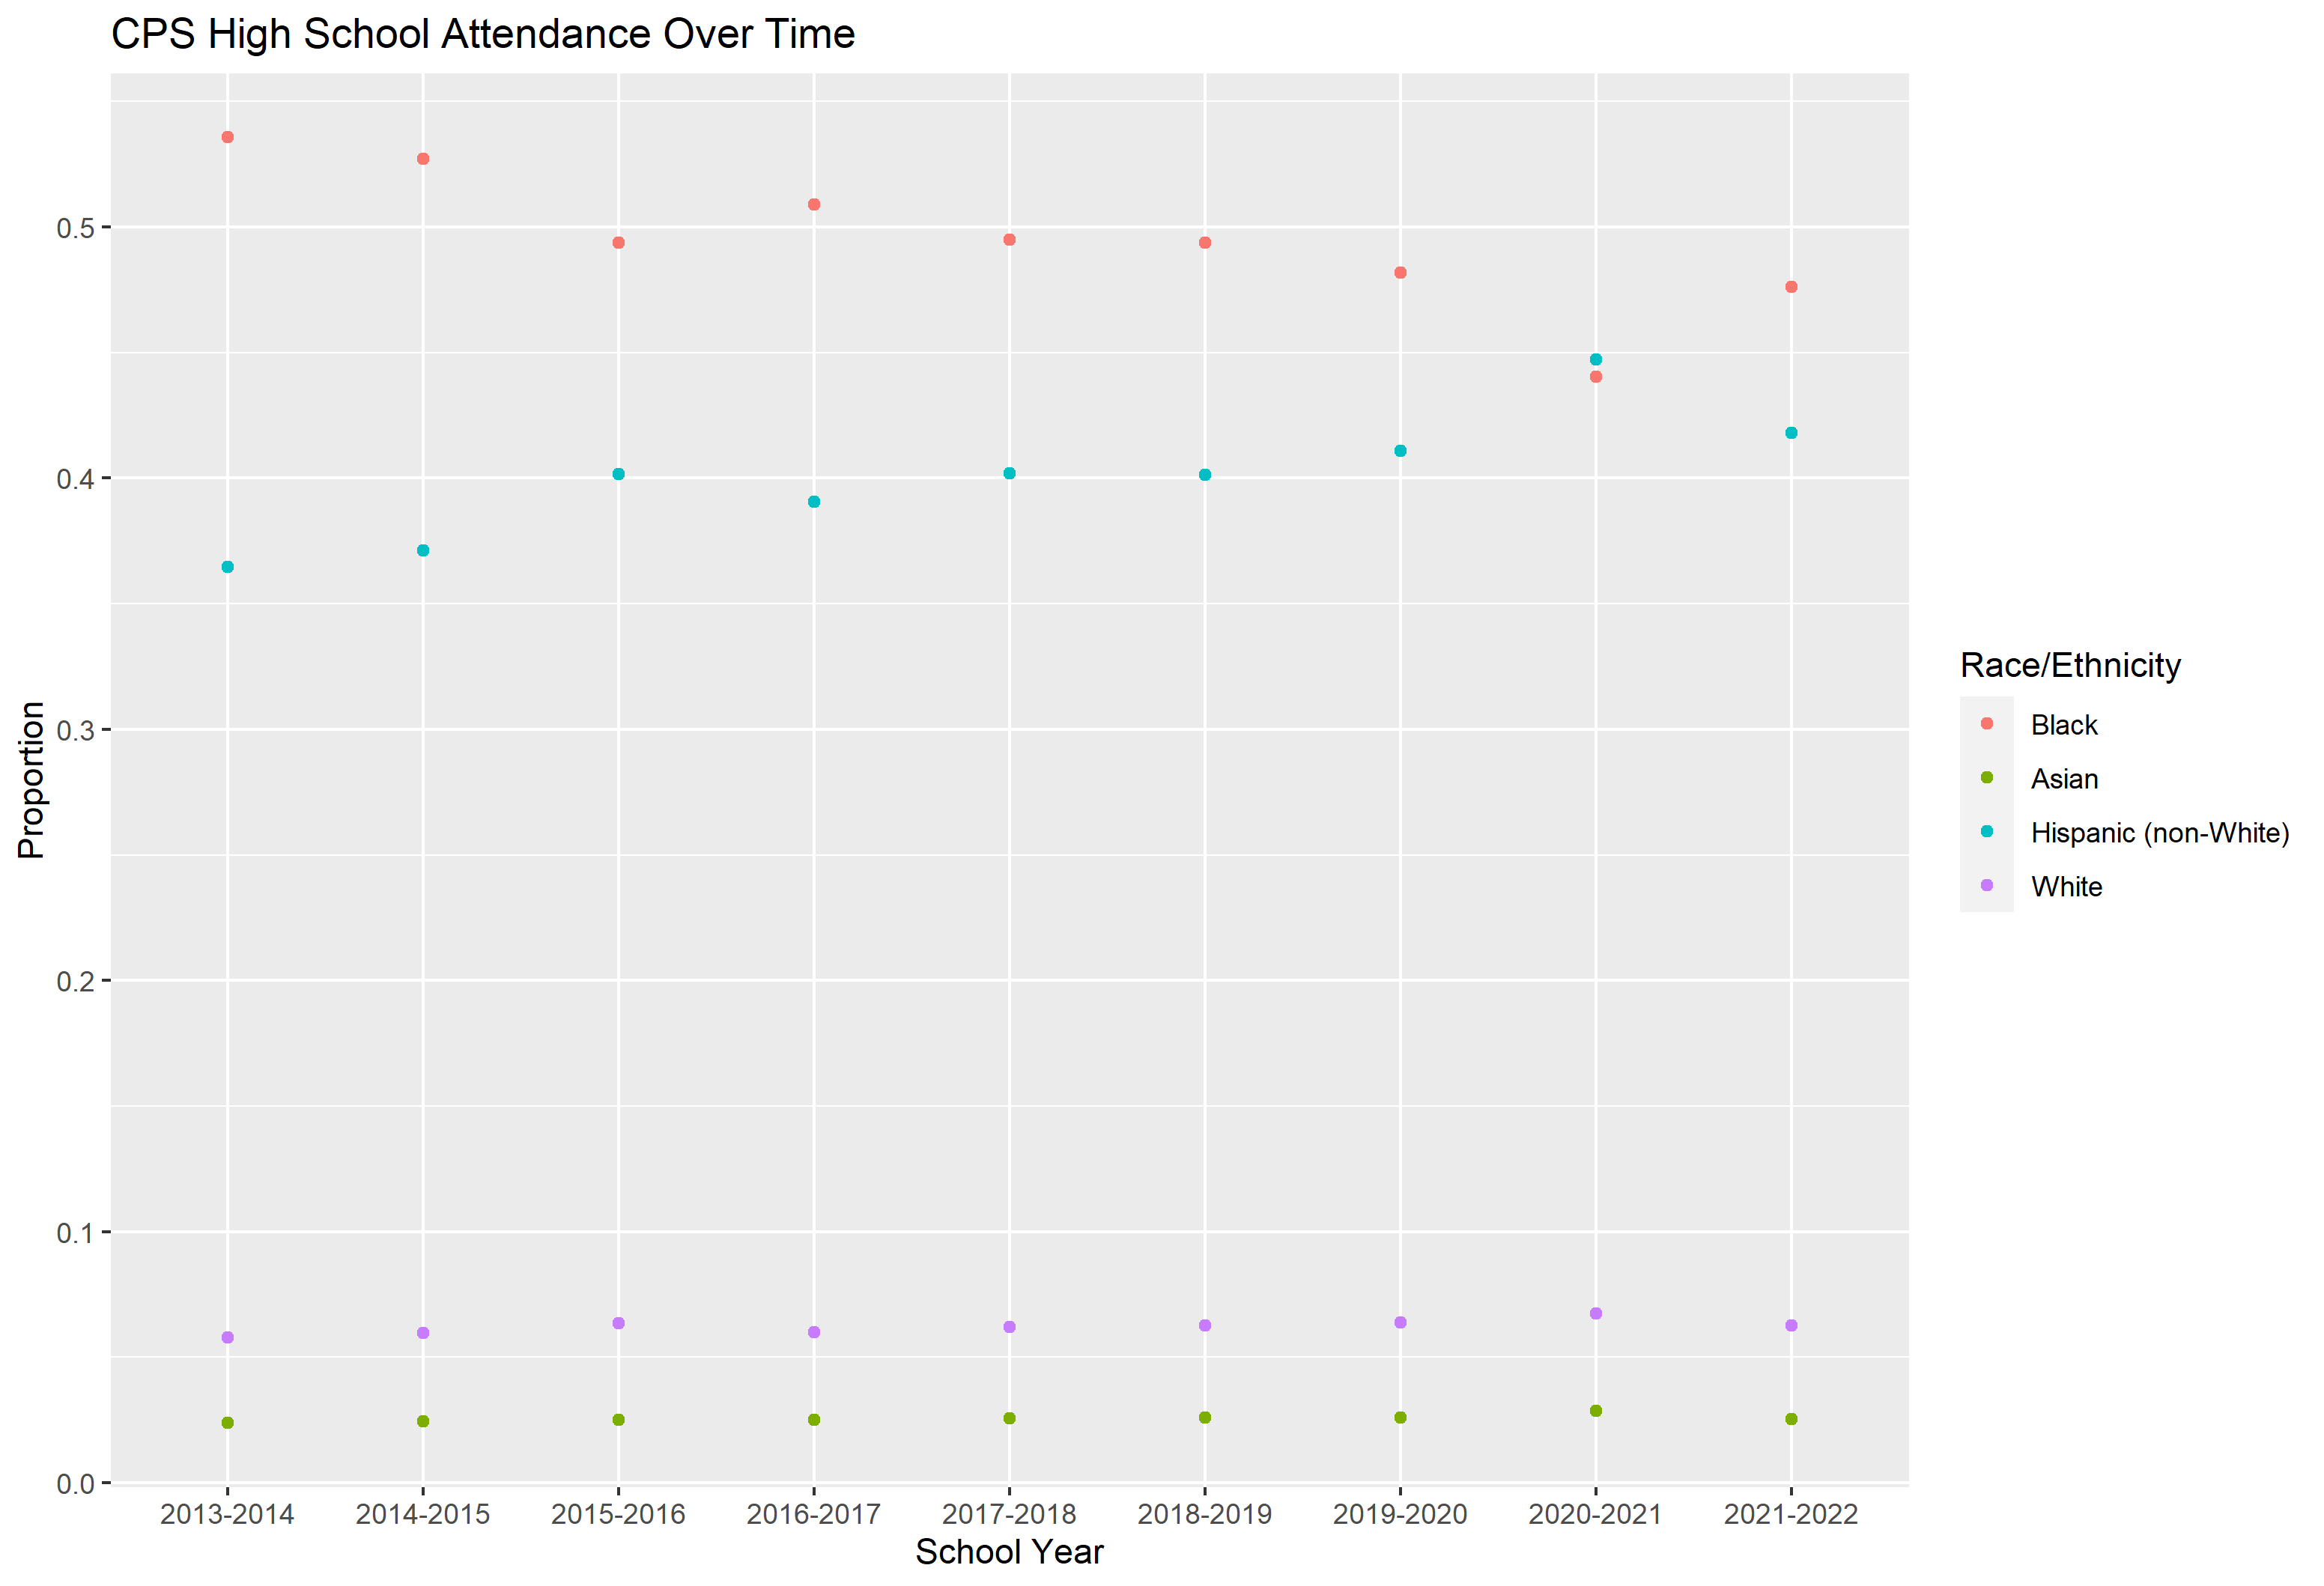 CPS High School Attendance Over Time
Proportion
0.5
0.4
0.3
0.2
0.1
0.0
2013-2014 2014-2015 2015-2016 2016-2017 2017-2018 2018-2019 2019-2020 2020-2021 2021-2022
School Year
Race/Ethnicity
Black
Asian
Hispanic (non-White)
White